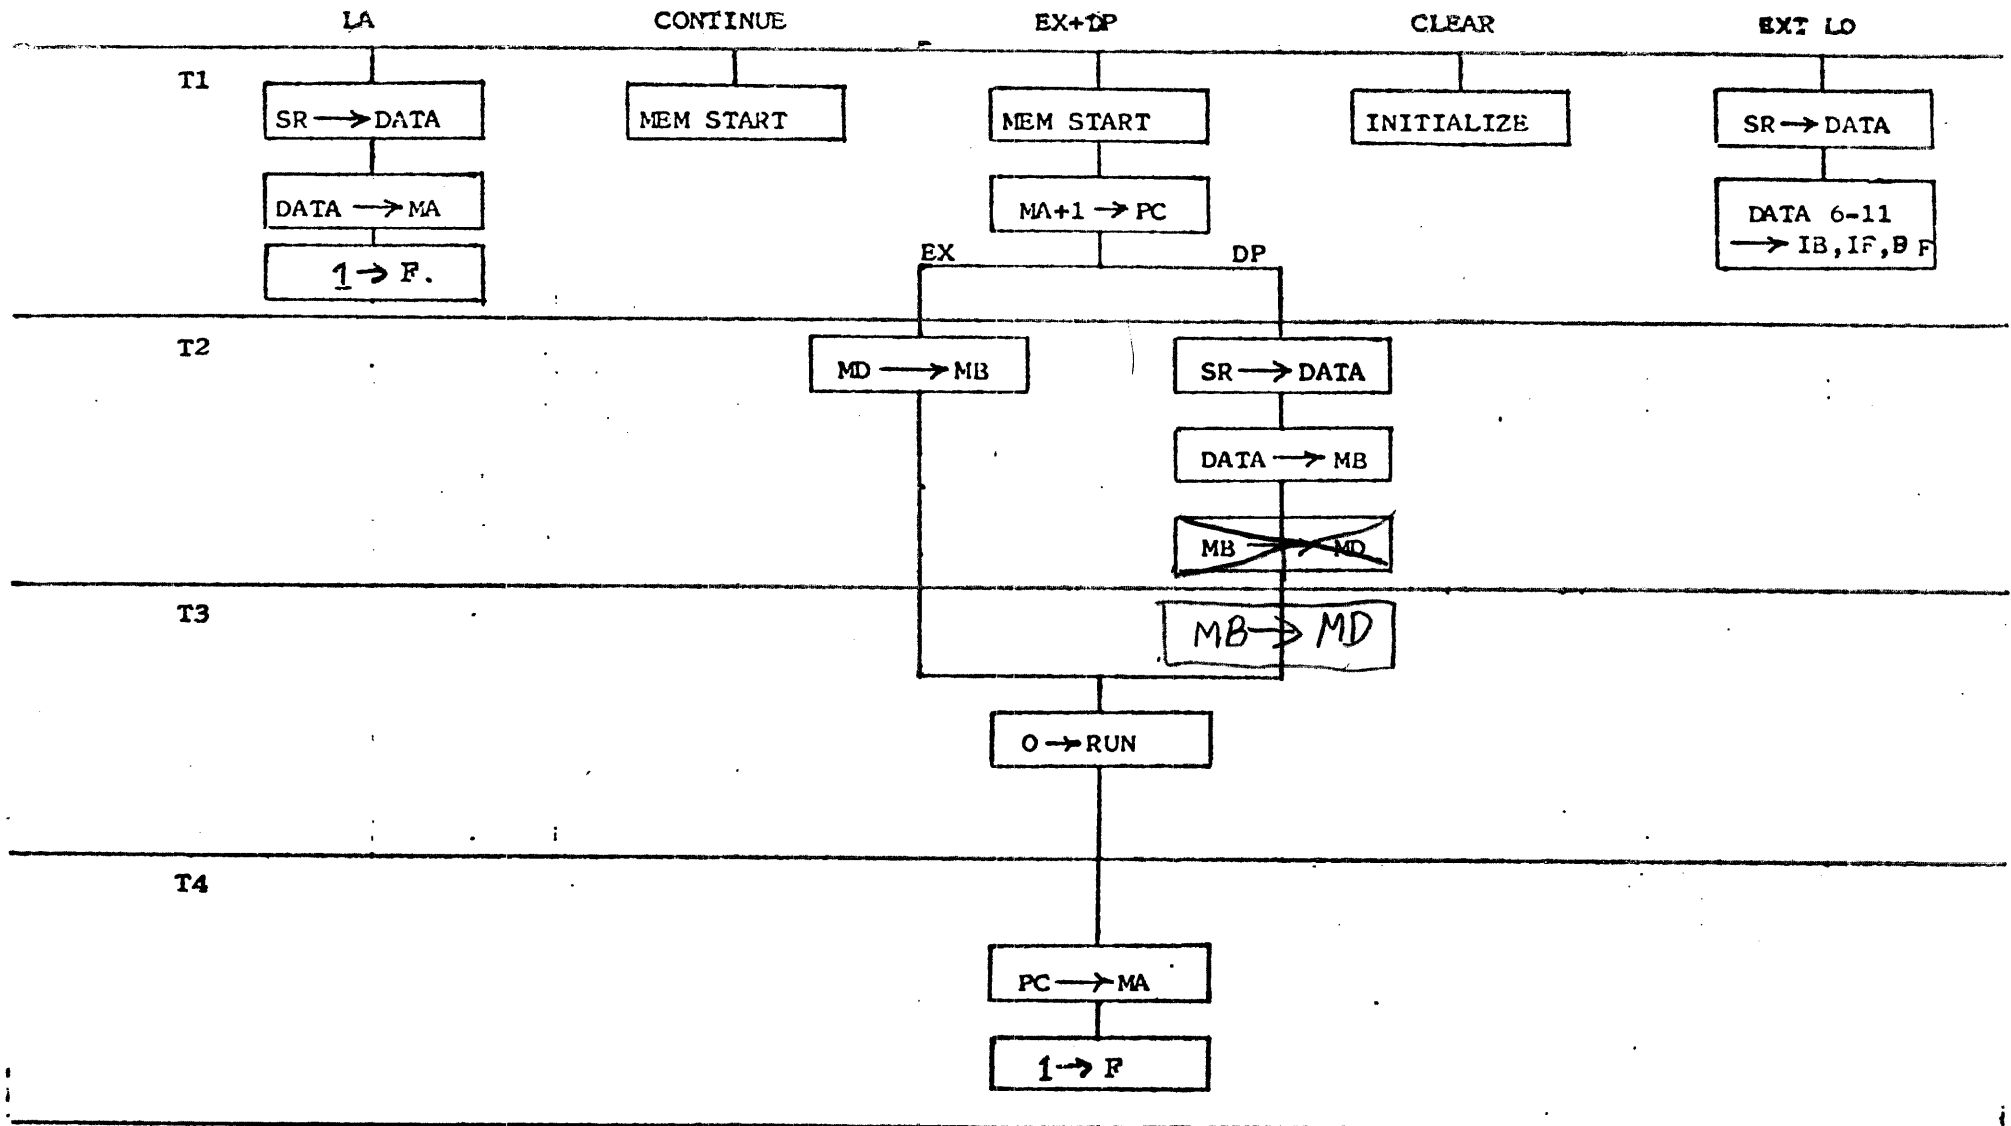 LA CONTINUE EX+DP CLEAR EXT LD
T1
SR → DATA
MEM START
MEM START
INITIALIZE
SR → DATA
DATA → MA
MA+1 → PC
DATA 6-11
→ IB, IF, DF
1 → F.
EX DP
T2
MD → MB
SR → DATA
DATA → MB
MB → MD
T3
MB → MD
0 → RUN
T4
PC → MA
1 → F